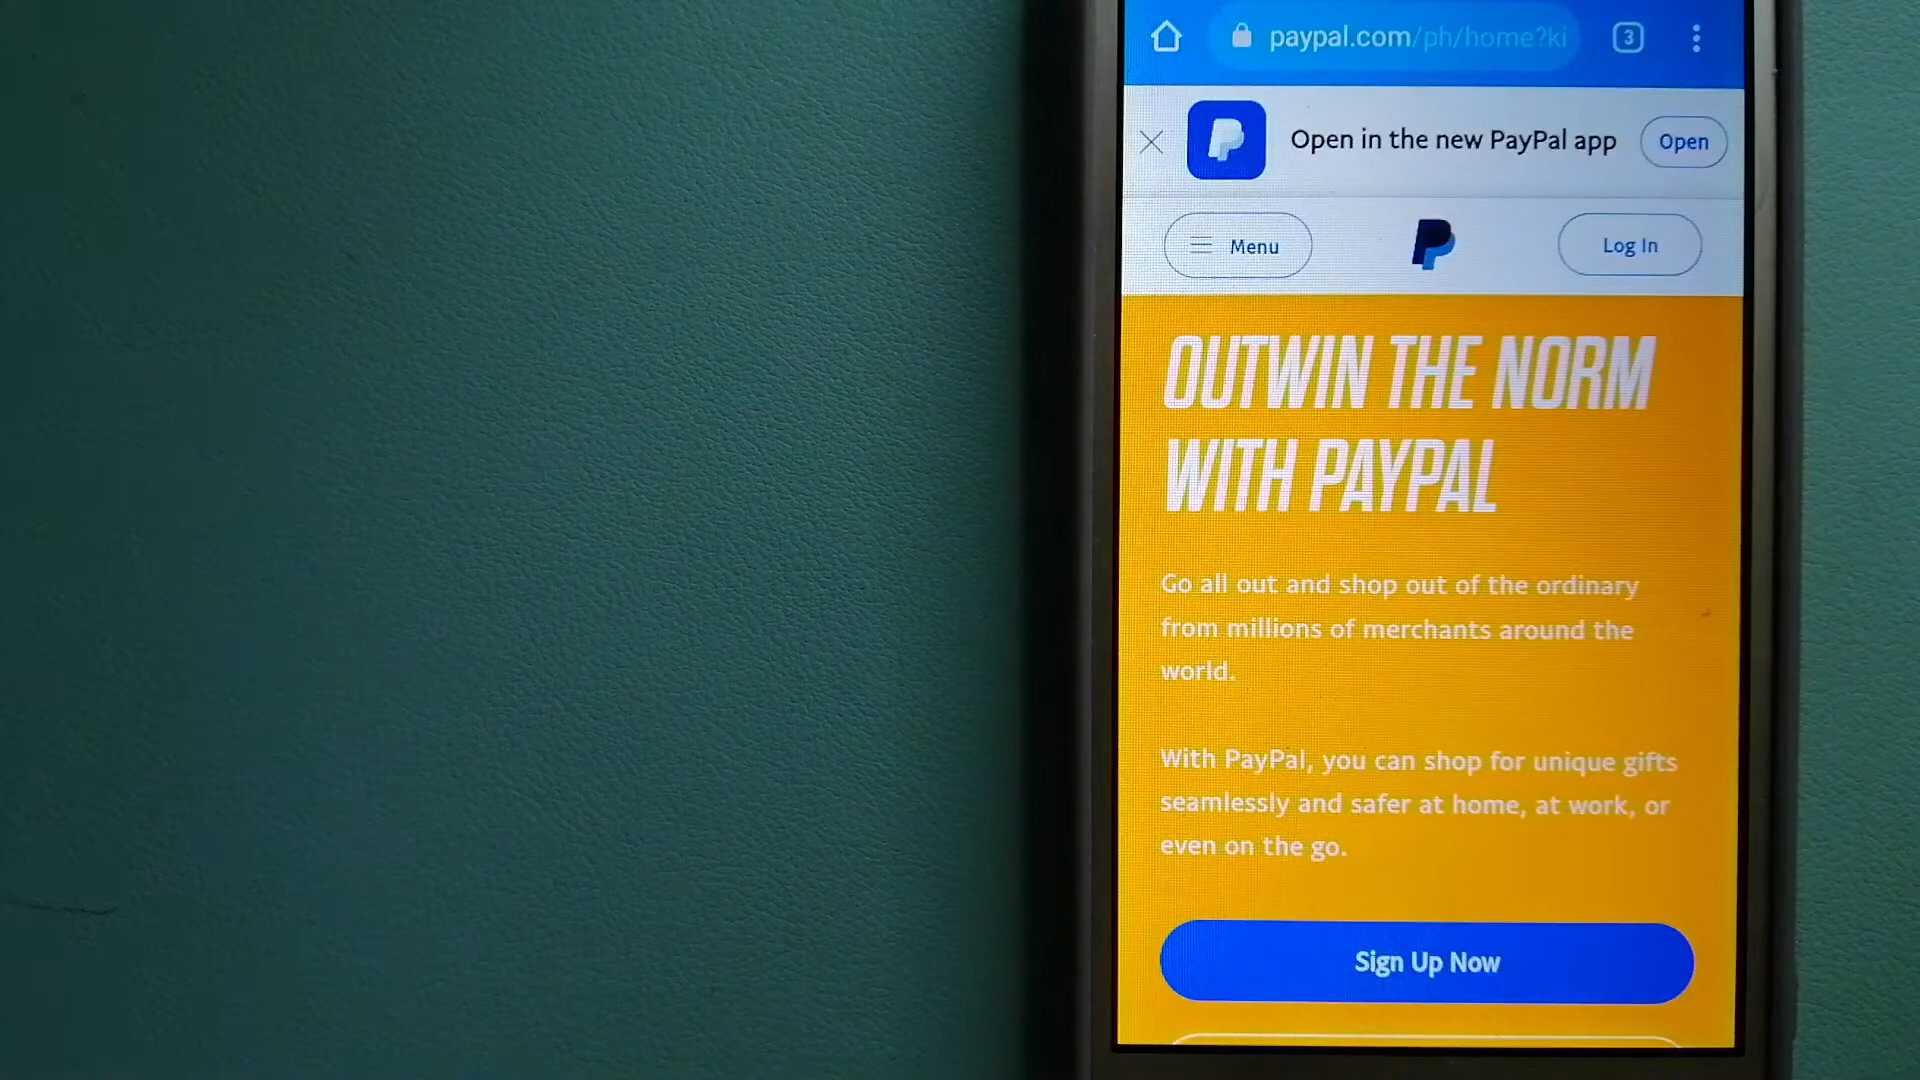 paypal.com/ph/home?ki
3
Open in the new PayPal app
Open
Menu
Log In
OUTWIN THE NORM
WITH PAYPAL
Go all out and shop out of the ordinary
from millions of merchants around the
world.
With PayPal, you can shop for unique gifts
seamlessly and safer at home, at work, or
even on the go.
Sign Up Now